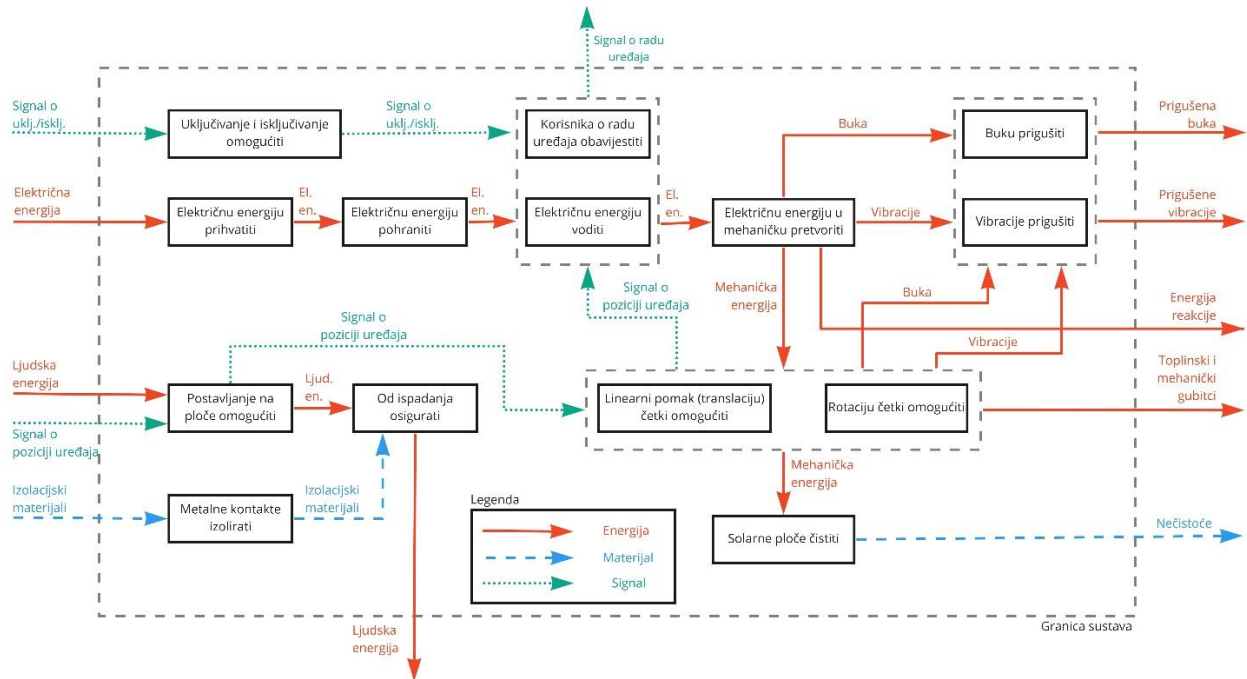 Signal o radu
uređaja
Signal o
uklj./isklj.
Uključivanje i isključivanje
omogućiti
Signal o
uklj./isklj.
Korisnika o radu
uređaja obavijestiti
Buka
Buku prigušiti
Prigušena
buka
Električna
energija
Električnu energiju
prihvatiti
El.
en.
Električnu energiju
pohraniti
El.
en.
Električnu energiju
voditi
El.
en.
Električnu energiju u
mehaničku pretvoriti
Vibracije
Vibracije prigušiti
Prigušene
vibracije
Signal o
poziciji uređaja
Mehanička
energija
Buka
Energija
reakcije
Signal o
poziciji uređaja
Vibracije
Ljudska
energija
Postavljanje na
ploče omogućiti
Ljud.
en.
Od ispadanja
osigurati
Linearni pomak (translaciju)
četki omogućiti
Rotaciju četki omogućiti
Toplinski i
mehanički
gubitci
Signal o
poziciji uređaja
Mehanička
energija
Izolacijski
materijali
Metalne kontakte
izolirati
Izolacijski
materijali
Legenda
Energija
Materijal
Signal
Solarne ploče čistiti
Nečistoće
Granica sustava
Ljudska
energija